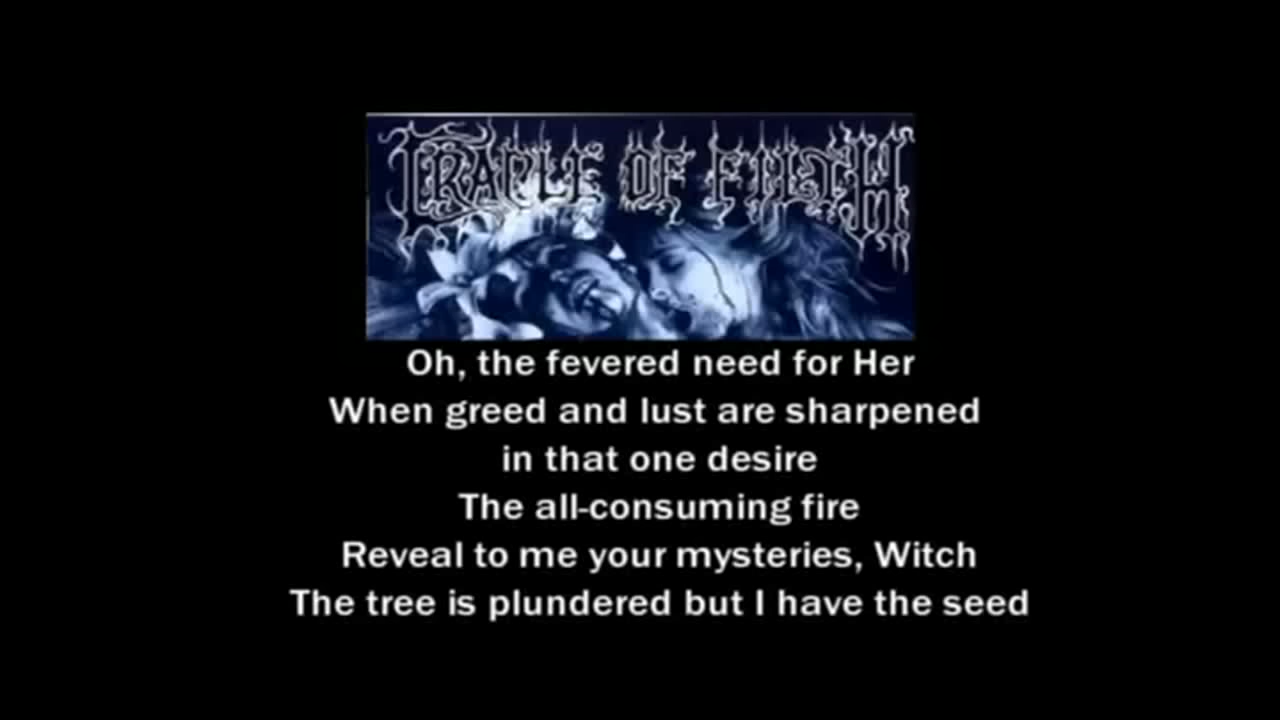 CRADLE OF FILTH
Oh, the fevered need for Her
When greed and lust are sharpened
in that one desire
The all-consuming fire
Reveal to me your mysteries, Witch
The tree is plundered but I have the seed